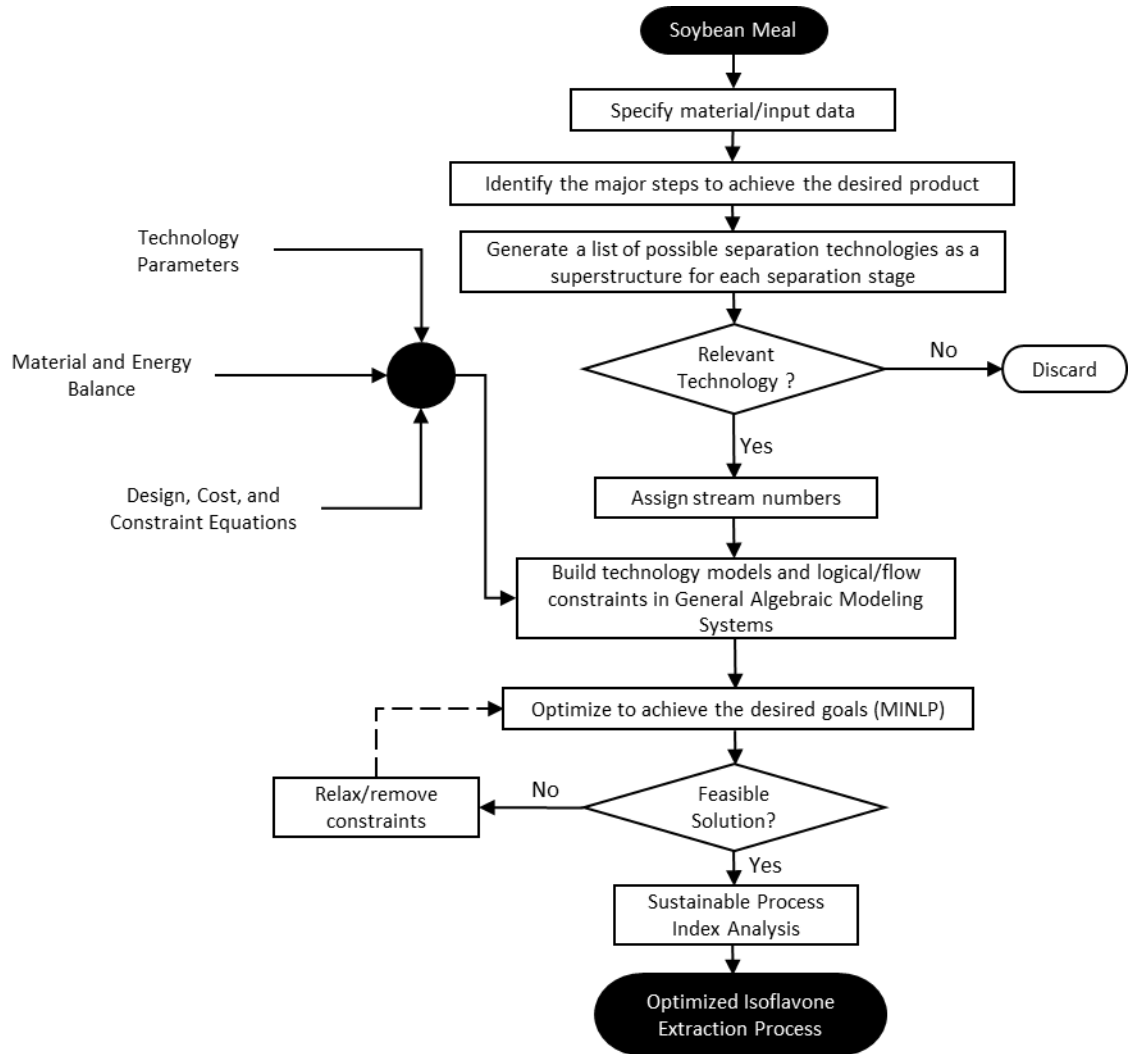 Soybean Meal
Specify material/input data
Identify the major steps to achieve the desired product
Generate a list of possible separation technologies as a
superstructure for each separation stage
Technology
Parameters
Relevant
Technology ?
No
Discard
Material and Energy
Balance
Yes
Design, Cost, and
Constraint Equations
Assign stream numbers
Build technology models and logical/flow
constraints in General Algebraic Modeling
Systems
Optimize to achieve the desired goals (MINLP)
Relax/remove
constraints
No
Feasible
Solution?
Yes
Sustainable Process
Index Analysis
Optimized Isoflavone
Extraction Process